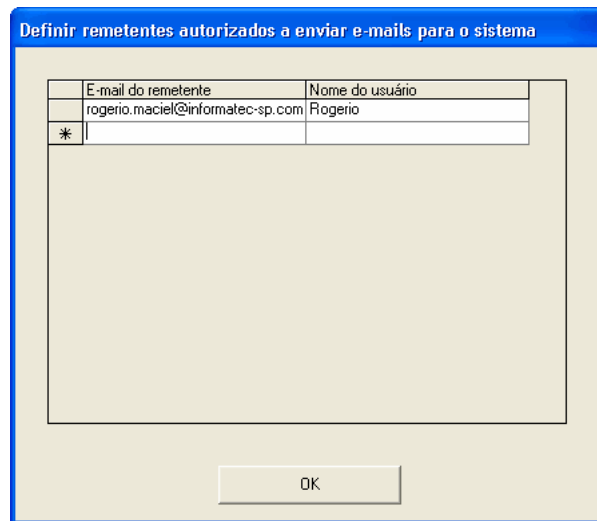 Definir remetentes autorizados a enviar e-mails para o sistema
E-mail do remetente Nome do usuário
rogerio.maciel@informatec-sp.com Rogerio
*
OK